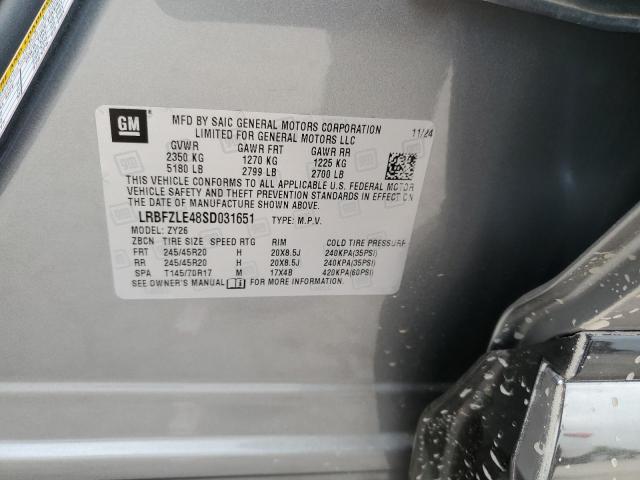 GM
MFD BY SAIC GENERAL MOTORS CORPORATION
LIMITED FOR GENERAL MOTORS LLC
11/24
GVWR GAWR FRT GAWR RR
2350 KG 1270 KG 1225 KG
5180 LB 2799 LB 2700 LB
THIS VEHICLE CONFORMS TO ALL APPLICABLE U.S. FEDERAL MOTOR
VEHICLE SAFETY AND THEFT PREVENTION STANDARDS IN EFFECT ON
THE DATE OF MANUFACTURE SHOWN ABOVE.
LRBFZLE48SD031651 TYPE: M.P.V.
MODEL: ZY26
ZBCN TIRE SIZE SPEED RTG RIM COLD TIRE PRESSURE
FRT 245/45R20 H 20X8.5J 240KPA(35PSI)
RR 245/45R20 H 20X8.5J 240KPA(35PSI)
SPA T145/70R17 M 17X4B 420KPA(60PSI)
SEE OWNER'S MANUAL FOR MORE INFORMATION.